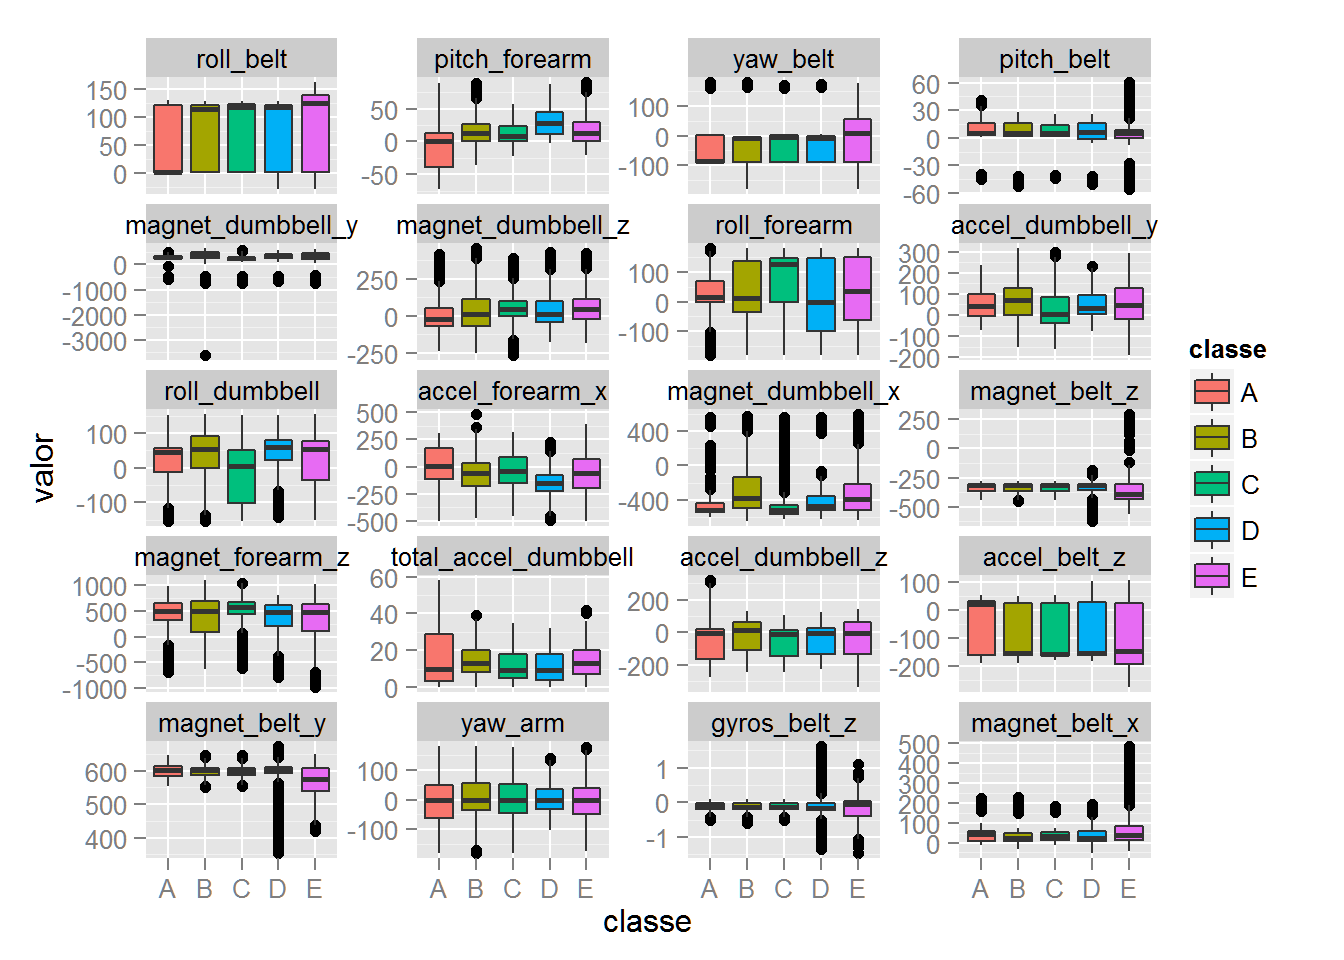 roll_belt pitch_forearm yaw_belt pitch_belt
150 100 50 0
50 0 -50
100 0 -100
60 30 0 -30 -60
magnet_dumbbell_y magnet_dumbbell_z roll_forearm accel_dumbbell_y
0 -1000 -2000 -3000
250 0 -250
100 0 -100
300 200 100 0 -100 -200
roll_dumbbell accel_forearm_x magnet_dumbbell_x magnet_belt_z
100 0 -100
500 250 0 -250 -500
400 0 -400
250 0 -250 -500
magnet_forearm_z total_accel_dumbbell accel_dumbbell_z accel_belt_z
1000 500 0 -500 -1000
60 40 20 0
200 0 -200
100 0 -100 -200
magnet_belt_y yaw_arm gyros_belt_z magnet_belt_x
600 500 400
100 0 -100
1 0 -1
500 400 300 200 100 0
A B C D E A B C D E A B C D E A B C D E
classe
valor
classe
A
B
C
D
E